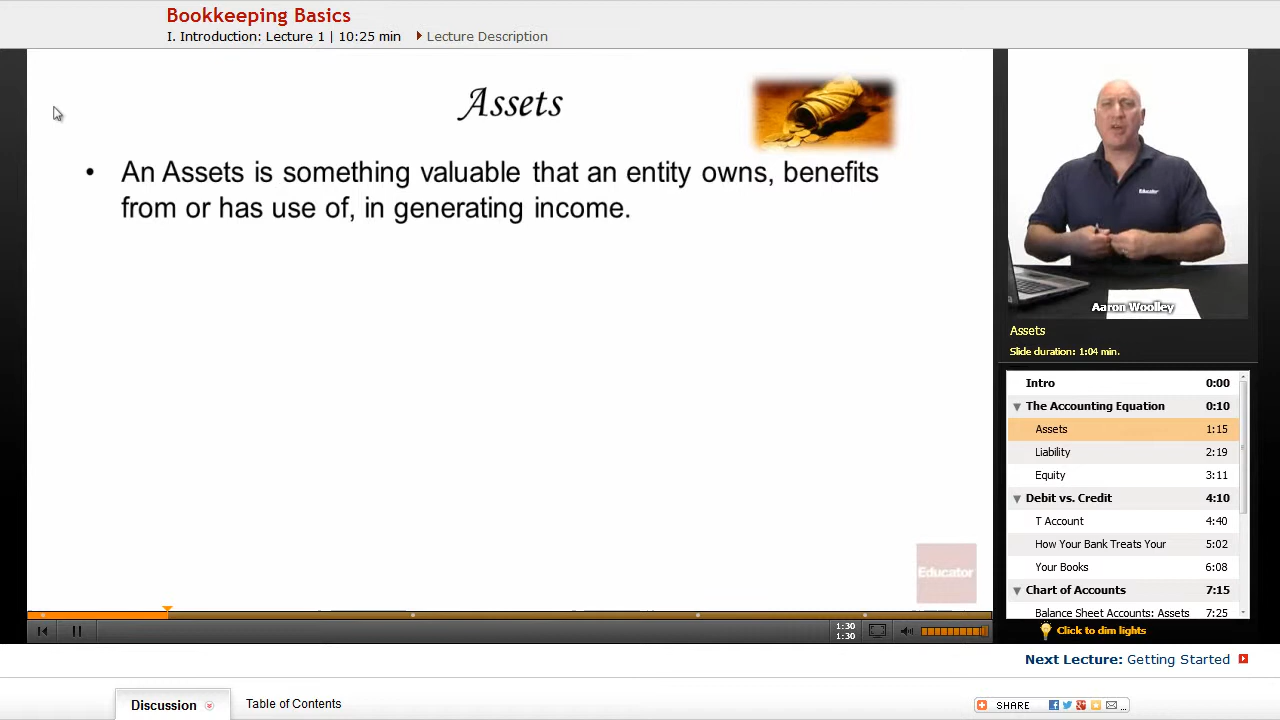 Bookkeeping Basics
I. Introduction: Lecture 1 | 10:25 min
Lecture Description
Assets
• An Assets is something valuable that an entity owns, benefits
from or has use of, in generating income.
Educator
Educator
Aaron Woolley
Assets
Slide duration: 1:04 min.
Intro 0:00
The Accounting Equation 0:10
Assets 1:15
Liability 2:19
Equity 3:11
Debit vs. Credit 4:10
T Account 4:40
How Your Bank Treats Your 5:02
Your Books 6:08
Chart of Accounts 7:15
Balance Sheet Accounts: Assets 7:25
1:30
1:30
Click to dim lights
Next Lecture: Getting Started
Discussion
Table of Contents
SHARE